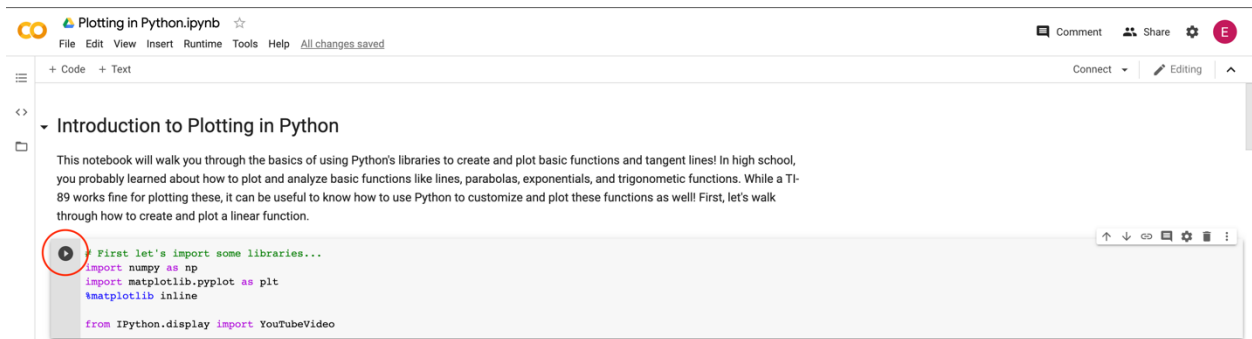 Plotting in Python.ipynb
File Edit View Insert Runtime Tools Help All changes saved
Comment Share E
+ Code + Text
Connect Editing
Introduction to Plotting in Python
This notebook will walk you through the basics of using Python's libraries to create and plot basic functions and tangent lines! In high school,
you probably learned about how to plot and analyze basic functions like lines, parabolas, exponentials, and trigonometic functions. While a TI-
89 works fine for plotting these, it can be useful to know how to use Python to customize and plot these functions as well! First, let's walk
through how to create and plot a linear function.
# First let's import some libraries...
import numpy as np
import matplotlib.pyplot as plt
%matplotlib inline
from IPython.display import YouTubeVideo